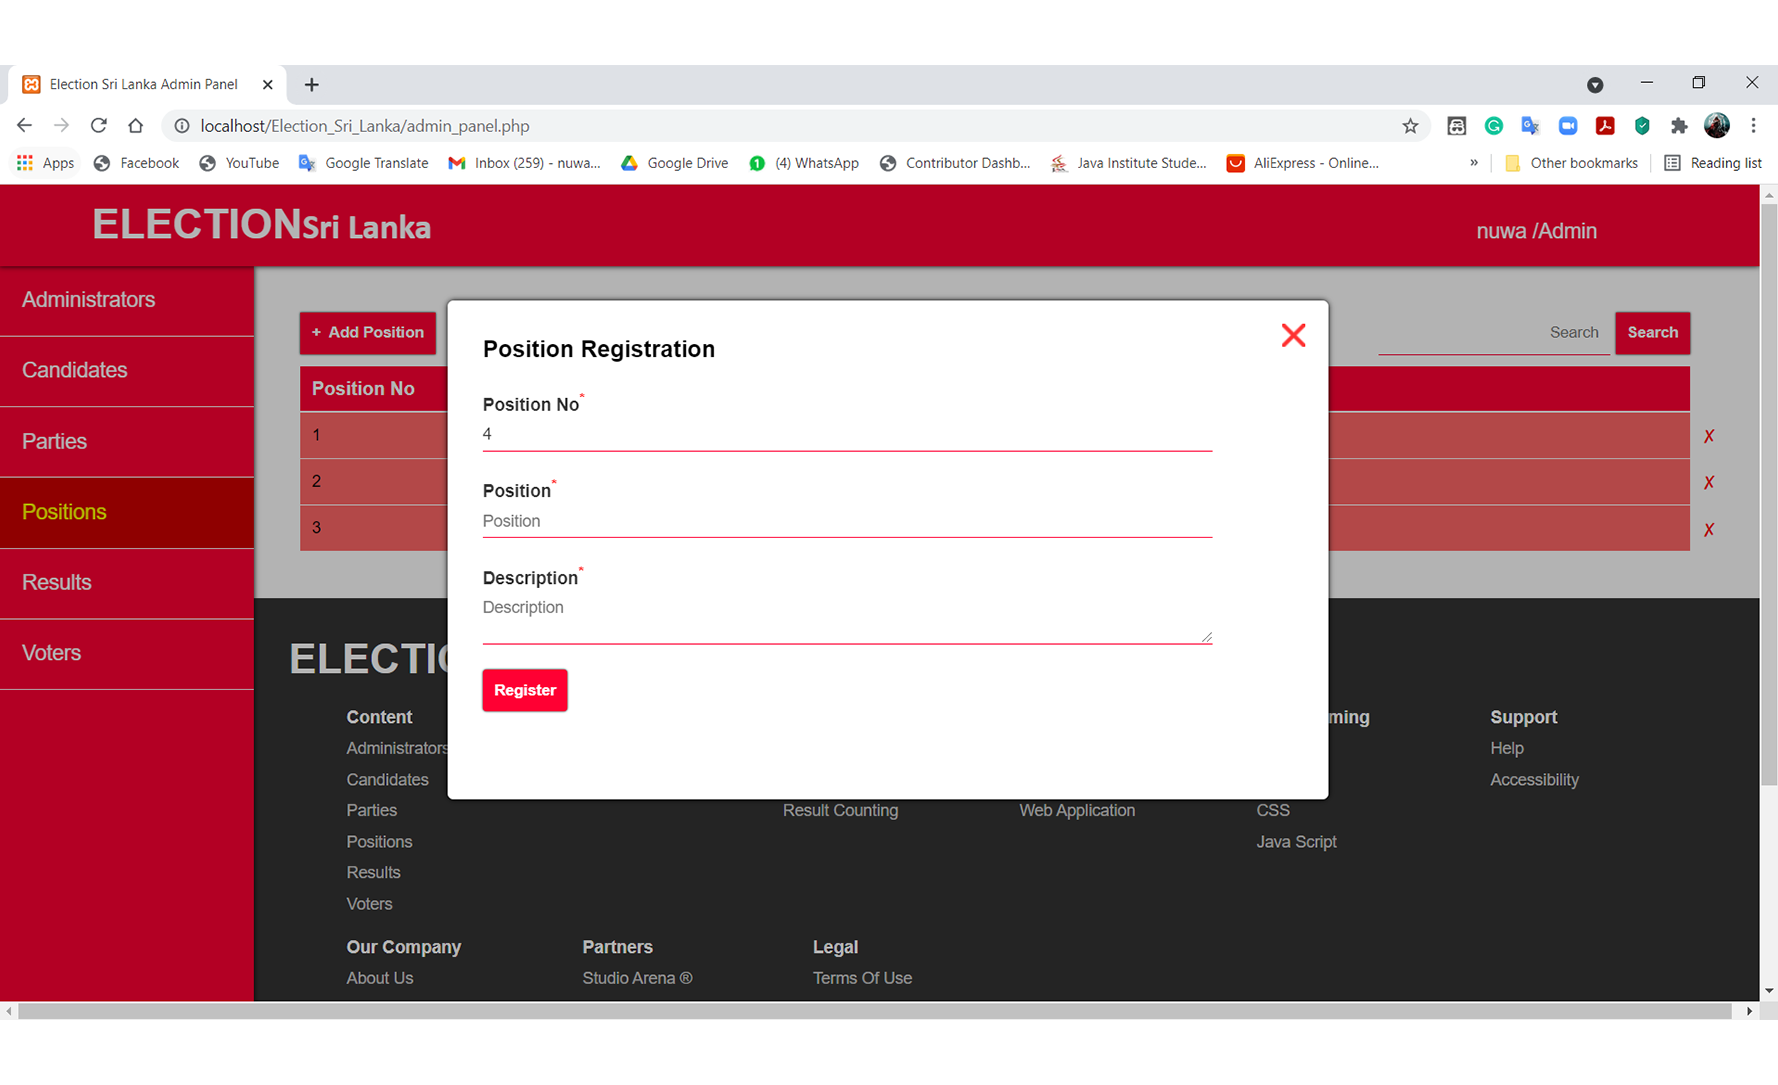 Election Sri Lanka Admin Panel
localhost/Election_Sri_Lanka/admin_panel.php
Apps Facebook YouTube Google Translate Inbox (259) - nuwa... Google Drive (4) WhatsApp Contributor Dashb... Java Institute Stude... AliExpress - Online... » Other bookmarks Reading list
ELECTIONSri Lanka
nuwa /Admin
Administrators
Candidates
Parties
Positions
Results
Voters
+ Add Position
Search Search
Position No
1 X
2 X
3 X
Position Registration
Position No*
4
Position*
Position
Description*
Description
Register
Content
Administrators
Candidates
Parties
Positions
Results
Voters
Result Counting
Web Application
CSS
Java Script
Support
Help
Accessibility
Our Company
About Us
Partners
Studio Arena ®
Legal
Terms Of Use